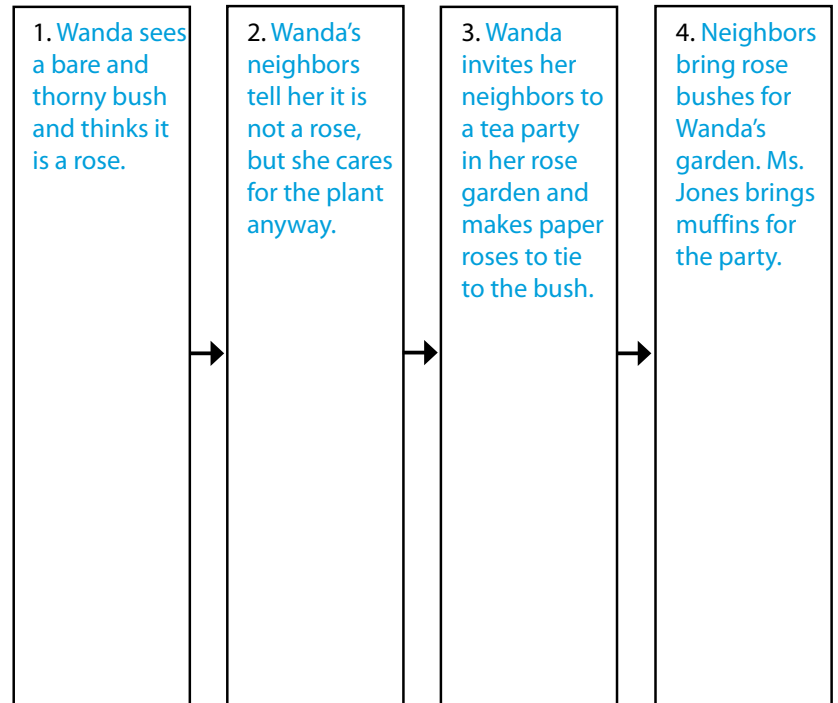 1. Wanda sees
a bare and
thorny bush
and thinks it
is a rose.
2. Wanda’s
neighbors
tell her it is
not a rose,
but she cares
for the plant
anyway.
3. Wanda
invites her
neighbors to
a tea party
in her rose
garden and
makes paper
roses to tie
to the bush.
4. Neighbors
bring rose
bushes for
Wanda’s
garden. Ms.
Jones brings
muffins for
the party.